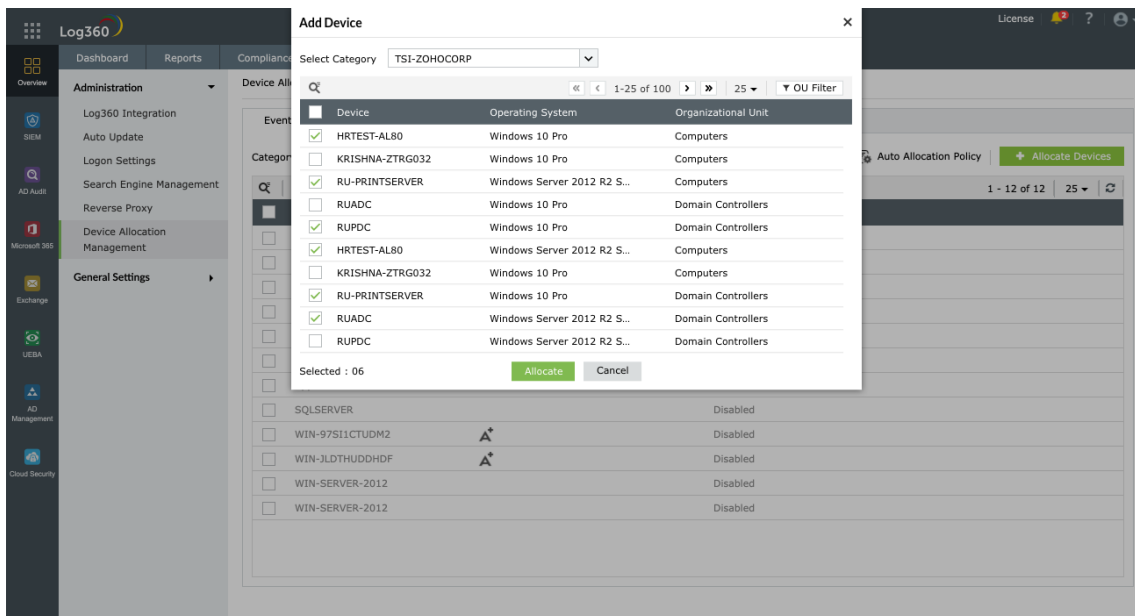 Log360
License
2
?
Overview
SIEM
AD Audit
Microsoft 365
Exchange
UEBA
AD Management
Cloud Security
Dashboard Reports Compliance
Administration
Log360 Integration
Auto Update
Logon Settings
Search Engine Management
Reverse Proxy
Device Allocation
Management
General Settings
Device All
Event
Categor
Auto Allocation Policy
+ Allocate Devices
1 - 12 of 12 25
Add Device
Select Category TSI-ZOHOCORP
1-25 of 100 25 OU Filter
Device Operating System Organizational Unit
HRTEST-AL80 Windows 10 Pro Computers
KRISHNA-ZTRG032 Windows 10 Pro Computers
RU-PRINTSERVER Windows Server 2012 R2 S... Computers
RUADC Windows 10 Pro Domain Controllers
RUPDC Windows 10 Pro Domain Controllers
HRTEST-AL80 Windows Server 2012 R2 S... Computers
KRISHNA-ZTRG032 Windows 10 Pro Computers
RU-PRINTSERVER Windows 10 Pro Domain Controllers
RUADC Windows Server 2012 R2 S... Domain Controllers
RUPDC Windows Server 2012 R2 S... Domain Controllers
Selected : 06
Allocate Cancel
SQLSERVER Disabled
WIN-97SI1CTUDM2 A+ Disabled
WIN-JLDTHUDDHDF A+ Disabled
WIN-SERVER-2012 Disabled
WIN-SERVER-2012 Disabled